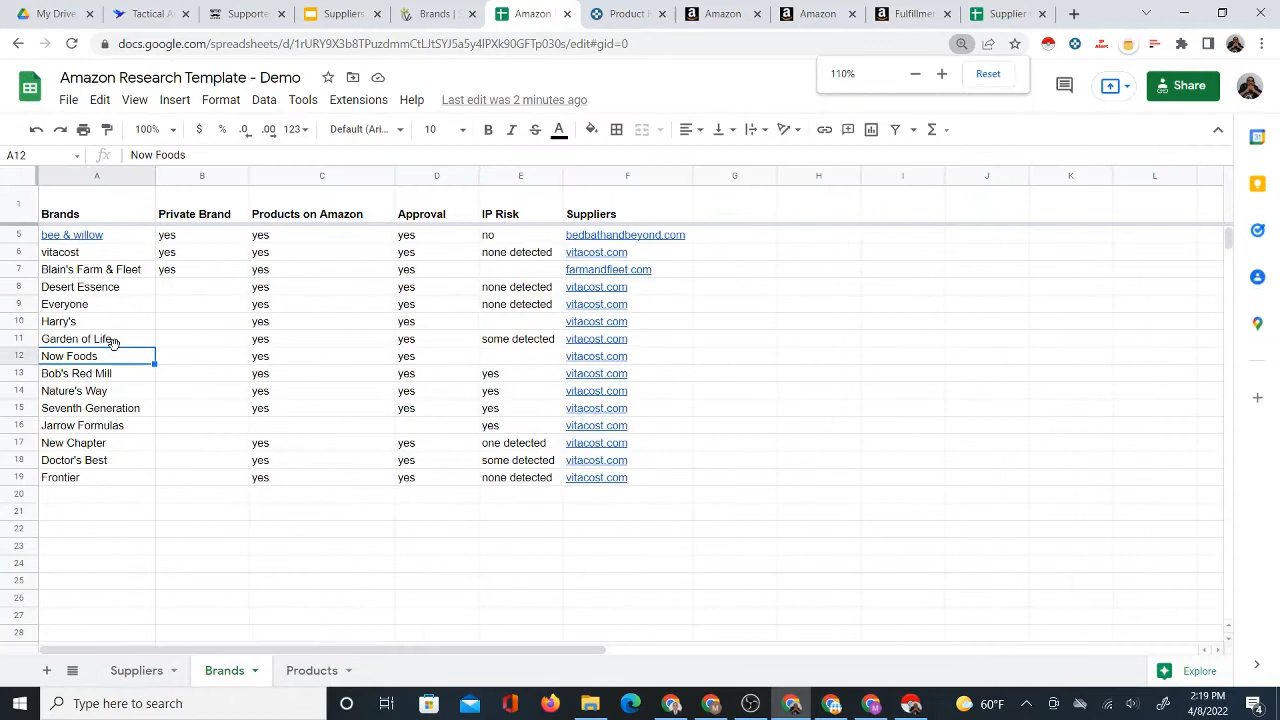 My Drive
Tactical A
Supports
Suppliers
Brands |
Amazon
Product F
Amazon
Amazon
Fulfillme
Suppliers
docs.google.com/spreadsheets/d/1rURY9X3b8TPuzdmmCtLJtSYJFa5y4IPXk90GFTp030s/edit#gid=0
110%
Reset
Amazon Research Template - Demo
File Edit View Insert Format Data Tools Extensions Help Last edit was 2 minutes ago
Share
100% $ % .0 .00 123 Default (Ari... 10 B I S A
A12 fx Now Foods
A B C D E F G H I J K L
1 Brands Private Brand Products on Amazon Approval IP Risk Suppliers
5 bee & willow yes yes yes no bedbathandbeyond.com
6 vitacost yes yes yes none detected vitacost.com
7 Blain's Farm & Fleet yes yes yes farmandfleet.com
8 Desert Essence yes yes none detected vitacost.com
9 Everyone yes yes none detected vitacost.com
10 Harry's yes yes vitacost.com
11 Garden of Life yes yes some detected vitacost.com
12 Now Foods yes yes vitacost.com
13 Bob's Red Mill yes yes yes vitacost.com
14 Nature's Way yes yes yes vitacost.com
15 Seventh Generation yes yes yes vitacost.com
16 Jarrow Formulas yes vitacost.com
17 New Chapter yes yes one detected vitacost.com
18 Doctor's Best yes yes some detected vitacost.com
19 Frontier yes yes none detected vitacost.com
20
21
22
23
24
25
26
27
28
Suppliers Brands Products Explore
Type here to search
60°F
2:19 PM
4/8/2022
4